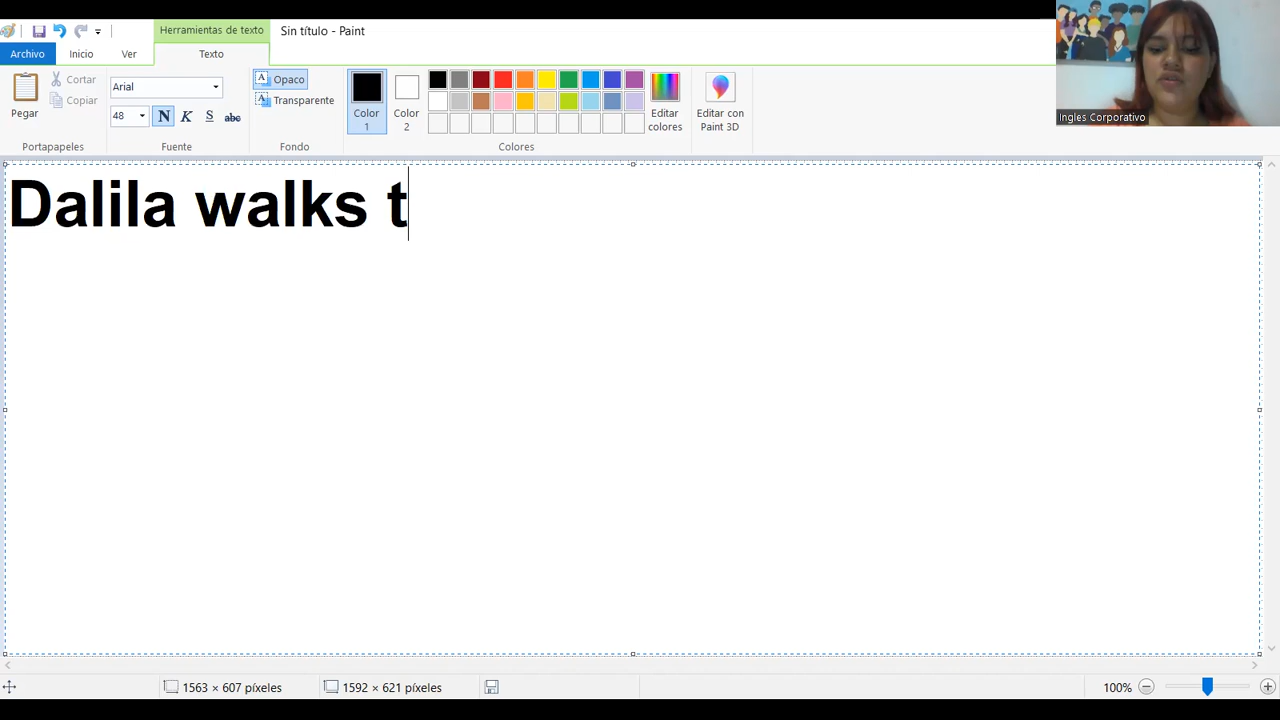 Herramientas de texto
Sin título - Paint
Archivo
Inicio
Ver
Texto
Pegar
Cortar
Copiar
Portapapeles
Arial
48
N K S abc
Fuente
A Opaco
A Transparente
Fondo
Color 1
Color 2
Editar colores
Colores
Editar con Paint 3D
Ingles Corporativo
Dalila walks t
1563 × 607 píxeles
1592 × 621 píxeles
100%